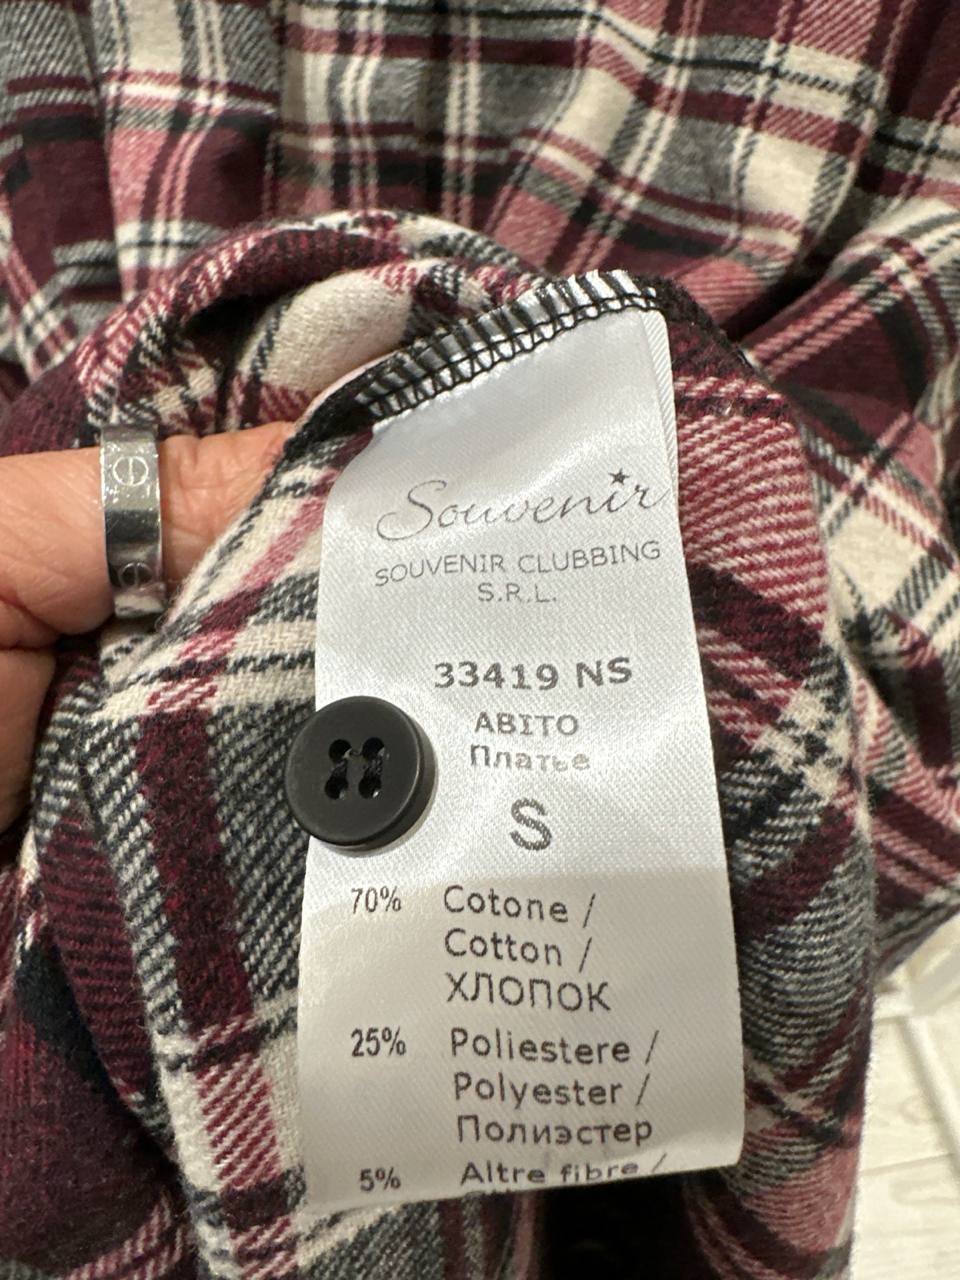 Souvenir
SOUVENIR CLUBBING
S.R.L.
33419 NS
ABITO
Платье
S
70% Cotone /
Cotton /
ХЛОПОК
25% Poliestere /
Polyester /
Полиэстер
5% Altre fibre /